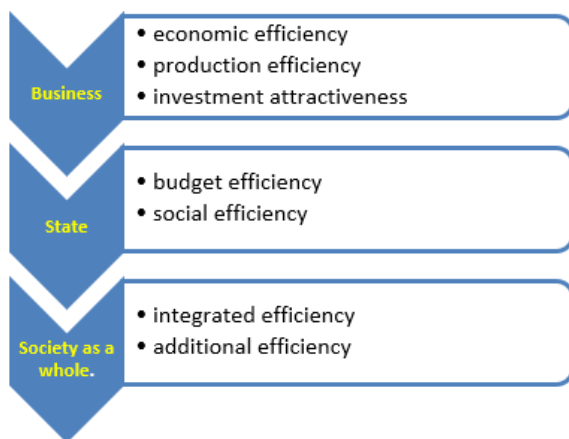 Business
• economic efficiency
• production efficiency
• investment attractiveness
State
• budget efficiency
• social efficiency
Society as a
whole.
• integrated efficiency
• additional efficiency